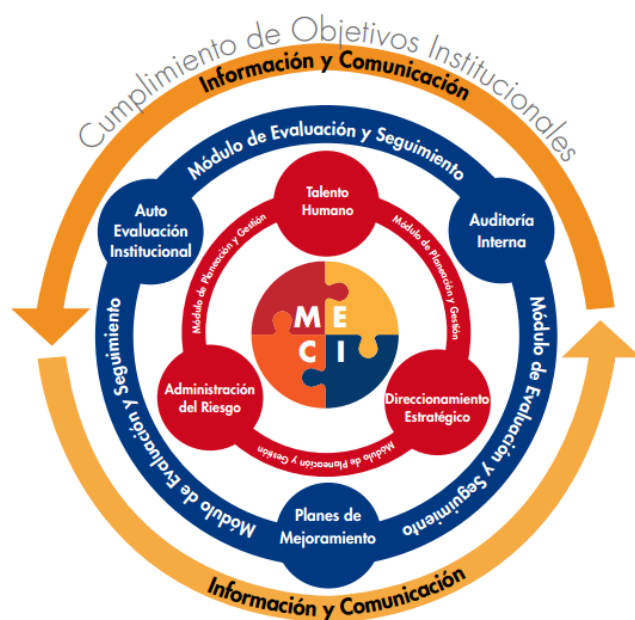 Cumplimiento de Objetivos Institucionales
Información y Comunicación
Módulo de Evaluación y Seguimiento
Auto
Evaluación
Institucional
Talento
Humano
Auditoría
Interna
Módulo de Planeación y Gestión
Módulo de Planeación y Gestión
M E
C I
Módulo de Evaluación y Seguimiento
Módulo de Evaluación y Seguimiento
Administración
del Riesgo
Direccionamiento
Estratégico
Módulo de Planeación y Gestión
Planes de
Mejoramiento
Información y Comunicación